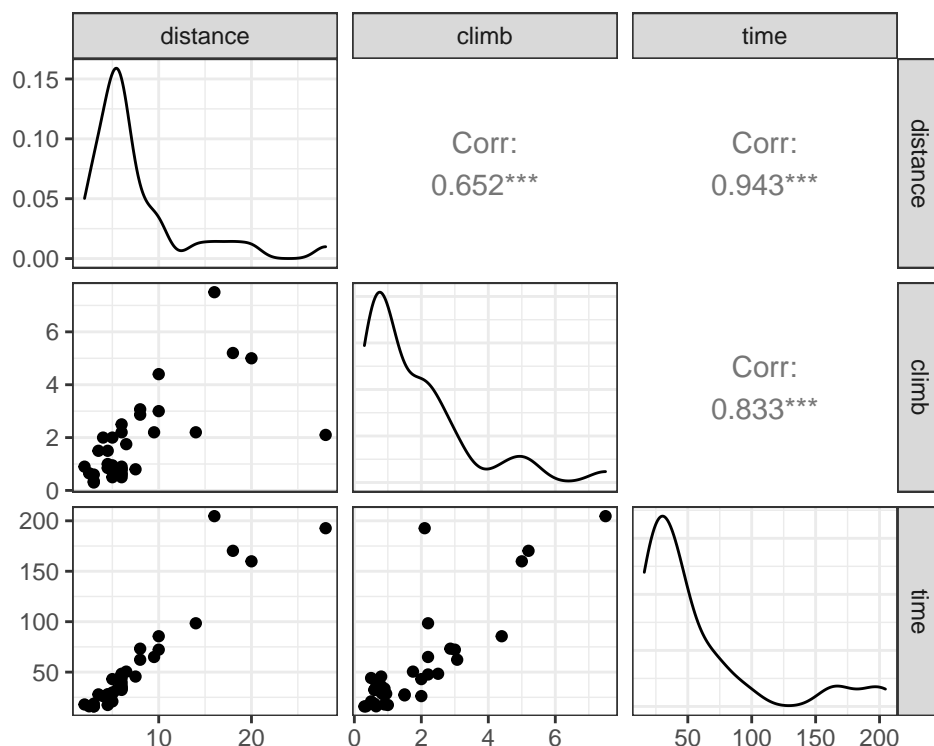 distance climb time
0.15
0.10
0.05
0.00
Corr:
0.652***
Corr:
0.943***
distance
6
4
2
0
Corr:
0.833***
climb
200
150
100
50
time
10 20 0 2 4 6 50 100 150 200